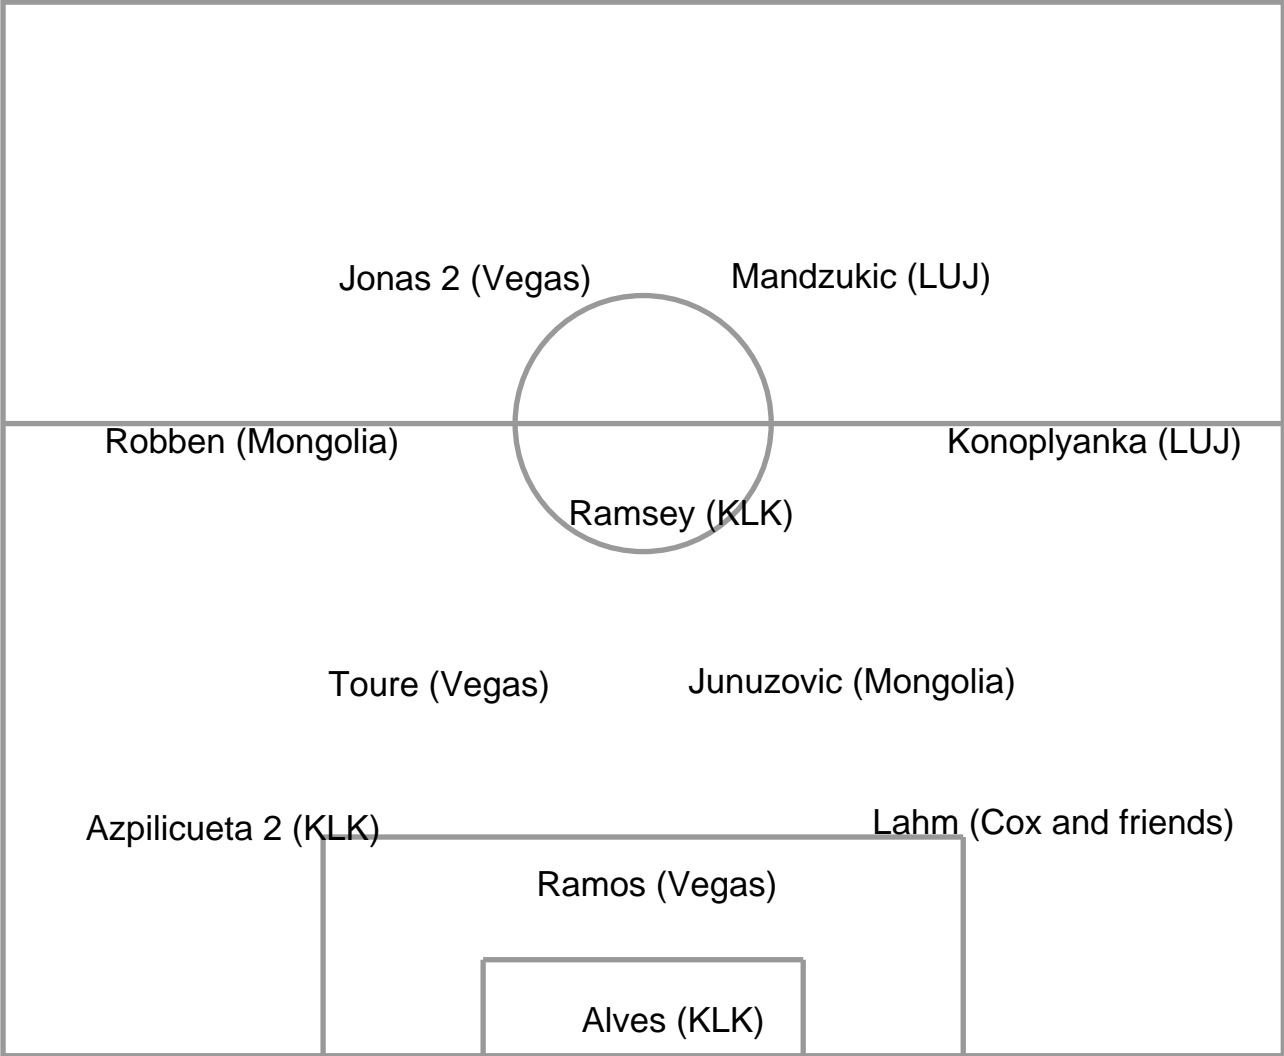 Jonas 2 (Vegas)
Mandzukic (LUJ)
Robben (Mongolia)
Konoplyanka (LUJ)
Ramsey (KLK)
Toure (Vegas)
Junuzovic (Mongolia)
Azpilicueta 2 (KLK)
Lahm (Cox and friends)
Ramos (Vegas)
Alves (KLK)